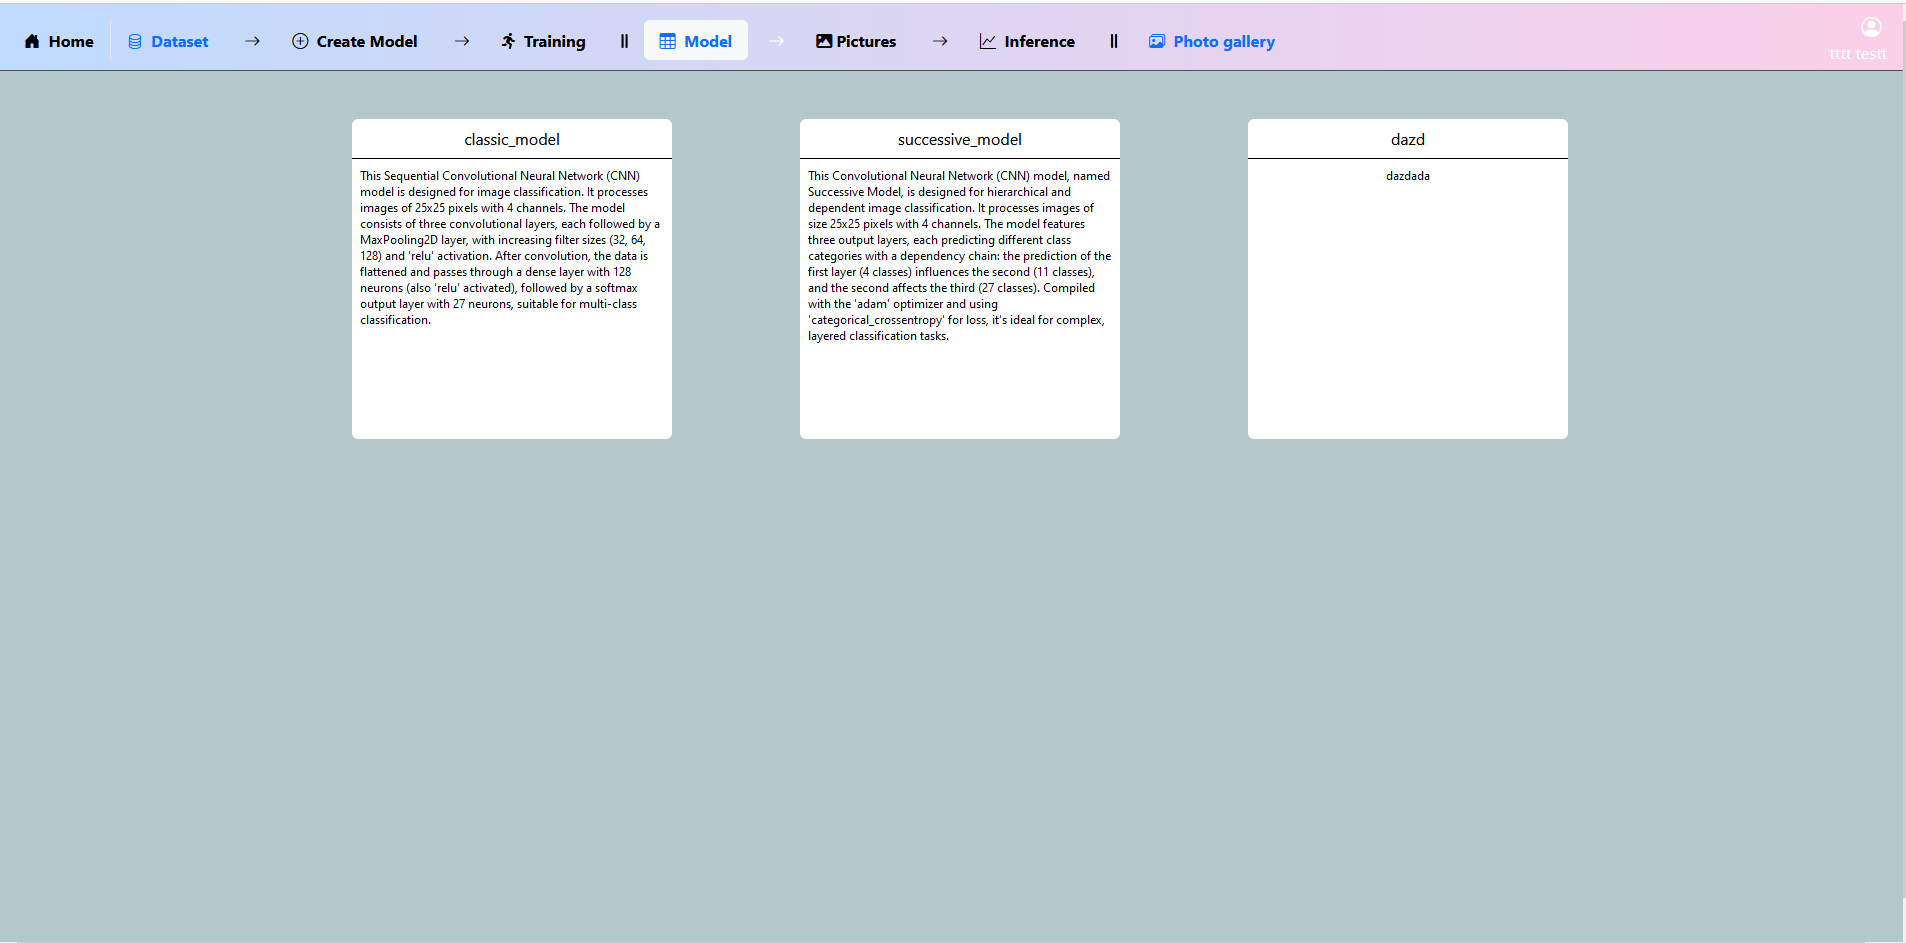 Home Dataset → Create Model → Training || Model → Pictures → Inference || Photo gallery
tttt testt
classic_model
This Sequential Convolutional Neural Network (CNN)
model is designed for image classification. It processes
images of 25x25 pixels with 4 channels. The model
consists of three convolutional layers, each followed by a
MaxPooling2D layer, with increasing filter sizes (32, 64,
128) and 'relu' activation. After convolution, the data is
flattened and passes through a dense layer with 128
neurons (also 'relu' activated), followed by a softmax
output layer with 27 neurons, suitable for multi-class
classification.
successive_model
This Convolutional Neural Network (CNN) model, named
Successive Model, is designed for hierarchical and
dependent image classification. It processes images of
size 25x25 pixels with 4 channels. The model features
three output layers, each predicting different class
categories with a dependency chain: the prediction of the
first layer (4 classes) influences the second (11 classes),
and the second affects the third (27 classes). Compiled
with the 'adam' optimizer and using
'categorical_crossentropy' for loss, it's ideal for complex,
layered classification tasks.
dazd
dazdada